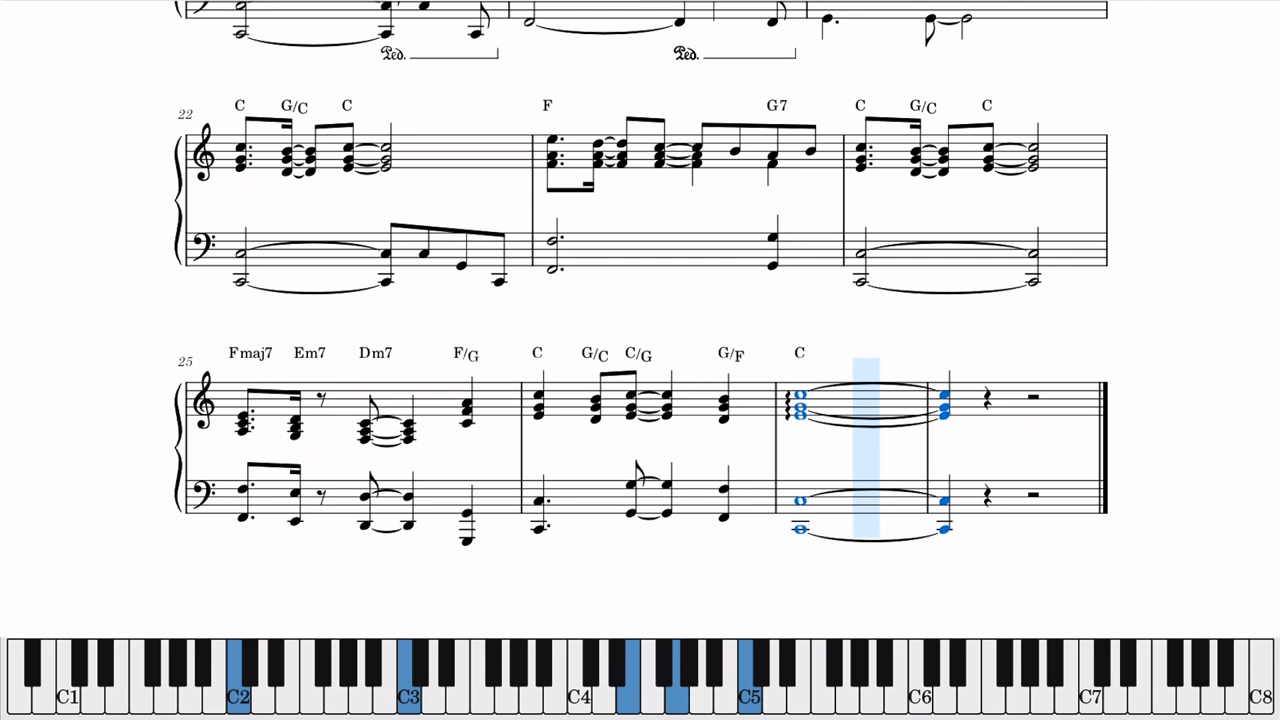 Ped. Ped.
22 C G/C C F G7 C G/C C
25 Fmaj7 Em7 Dm7 F/G C G/C C/G G/F C
C1 C2 C3 C4 C5 C6 C7 C8